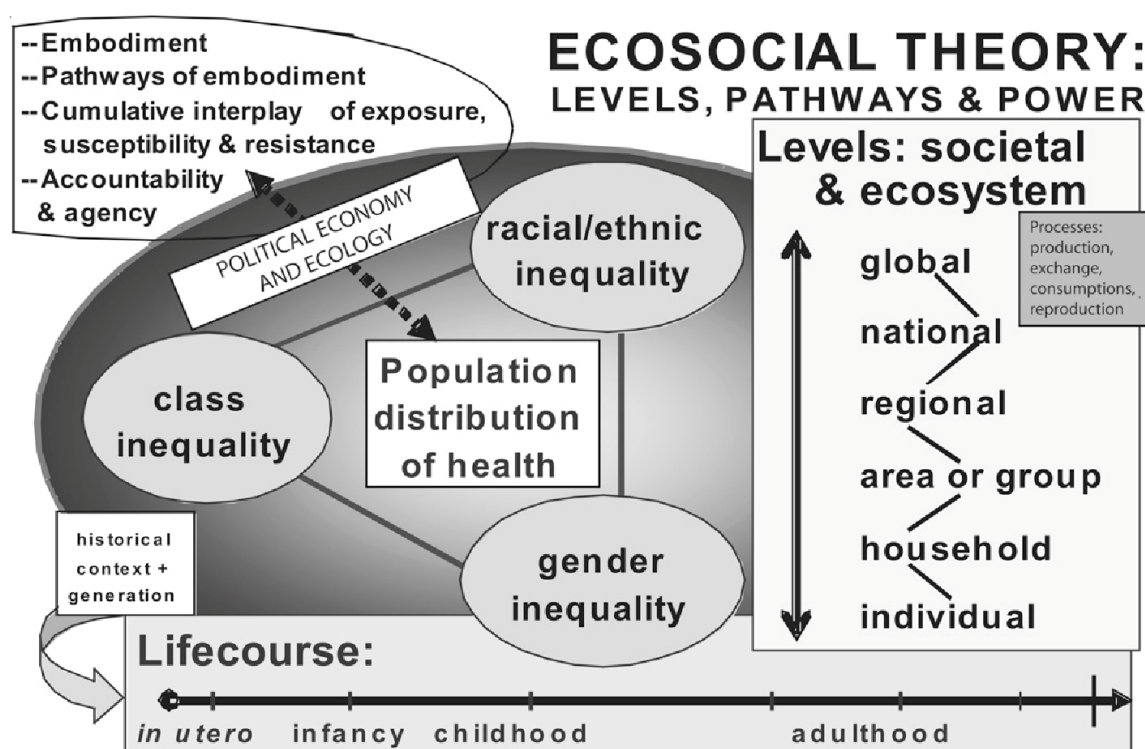 --Embodiment
--Pathways of embodiment
--Cumulative interplay of exposure,
susceptibility & resistance
--Accountability
& agency
ECOSOCIAL THEORY:
LEVELS, PATHWAYS & POWER
POLITICAL ECONOMY
AND ECOLOGY
racial/ethnic
inequality
class
inequality
Population
distribution
of health
gender
inequality
Levels: societal
& ecosystem
Processes:
production,
exchange,
consumptions,
reproduction
global
national
regional
area or group
household
individual
historical
context +
generation
Lifecourse:
in utero infancy childhood adulthood